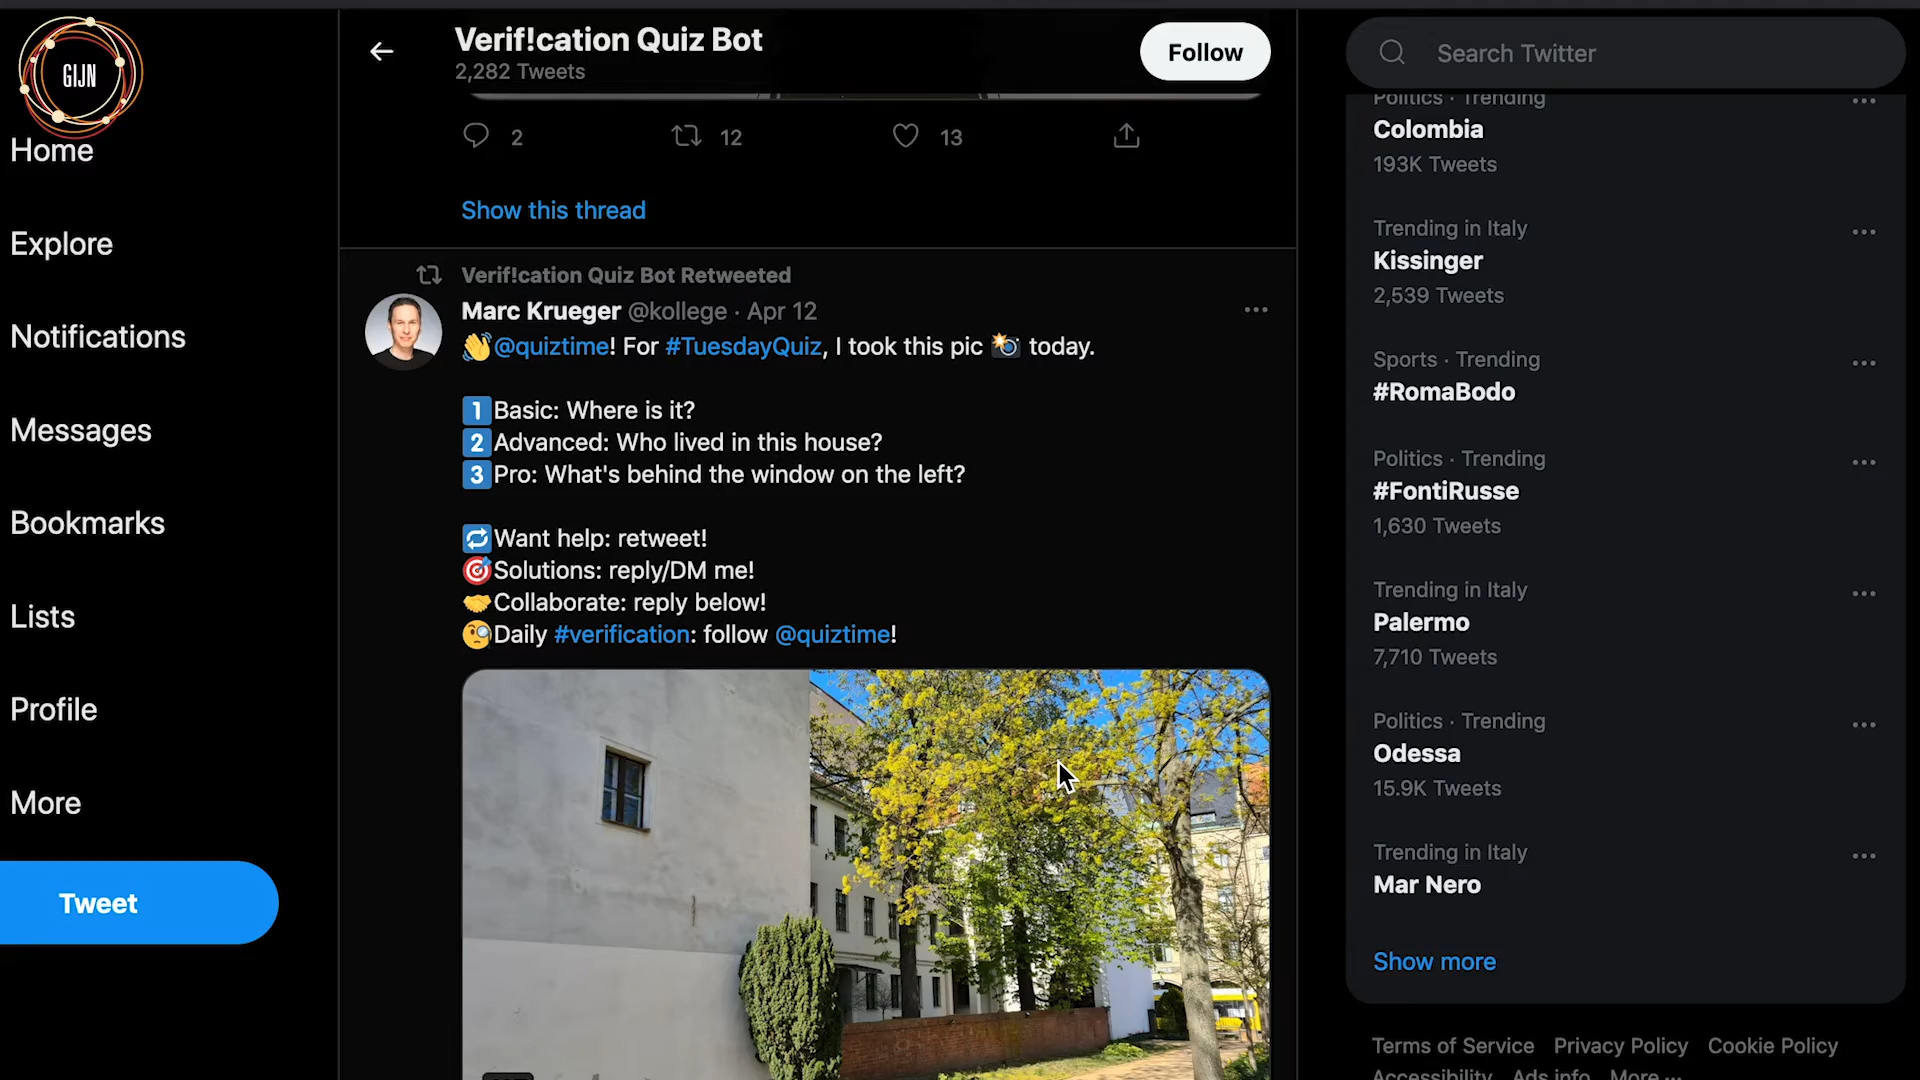 GIJN
Home
Explore
Notifications
Messages
Bookmarks
Lists
Profile
More
Tweet
Verif!cation Quiz Bot
2,282 Tweets
Follow
2
12
13
Show this thread
Verif!cation Quiz Bot Retweeted
Marc Krueger @kollege · Apr 12
👋@quiztime! For #TuesdayQuiz, I took this pic 📸 today.
1️⃣Basic: Where is it?
2️⃣Advanced: Who lived in this house?
3️⃣Pro: What's behind the window on the left?
🔁Want help: retweet!
🎯Solutions: reply/DM me!
🤝Collaborate: reply below!
🧐Daily #verification: follow @quiztime!
Search Twitter
Politics · Trending
Colombia
193K Tweets
Trending in Italy
Kissinger
2,539 Tweets
Sports · Trending
#RomaBodo
Politics · Trending
#FontiRusse
1,630 Tweets
Trending in Italy
Palermo
7,710 Tweets
Politics · Trending
Odessa
15.9K Tweets
Trending in Italy
Mar Nero
Show more
Terms of Service Privacy Policy Cookie Policy
Accessibility Ads info More ...